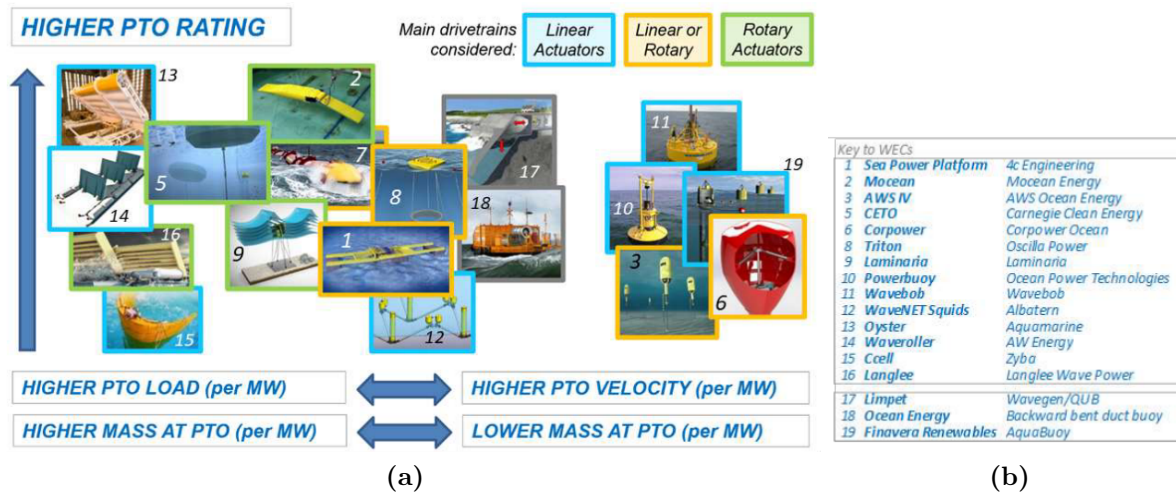 HIGHER PTO RATING
Main drivetrains considered:
Linear Actuators
Linear or Rotary
Rotary Actuators
13
2
7
5
14
8
17
18
16
9
1
15
12
11
19
10
3
6
HIGHER PTO LOAD (per MW)
HIGHER PTO VELOCITY (per MW)
HIGHER MASS AT PTO (per MW)
LOWER MASS AT PTO (per MW)
(a)
Key to WECs
1 Sea Power Platform 4c Engineering
2 Mocean Mocean Energy
3 AWS IV AWS Ocean Energy
5 CETO Carnegie Clean Energy
6 Corpower Corpower Ocean
8 Triton Oscilla Power
9 Laminaria Laminaria
10 Powerbuoy Ocean Power Technologies
11 Wavebob Wavebob
12 WaveNET Squids Albatern
13 Oyster Aquamarine
14 Waveroller AW Energy
15 Ccell Zyba
16 Langlee Langlee Wave Power
17 Limpet Wavegen/QUB
18 Ocean Energy Backward bent duct buoy
19 Finavera Renewables AquaBuoy
(b)